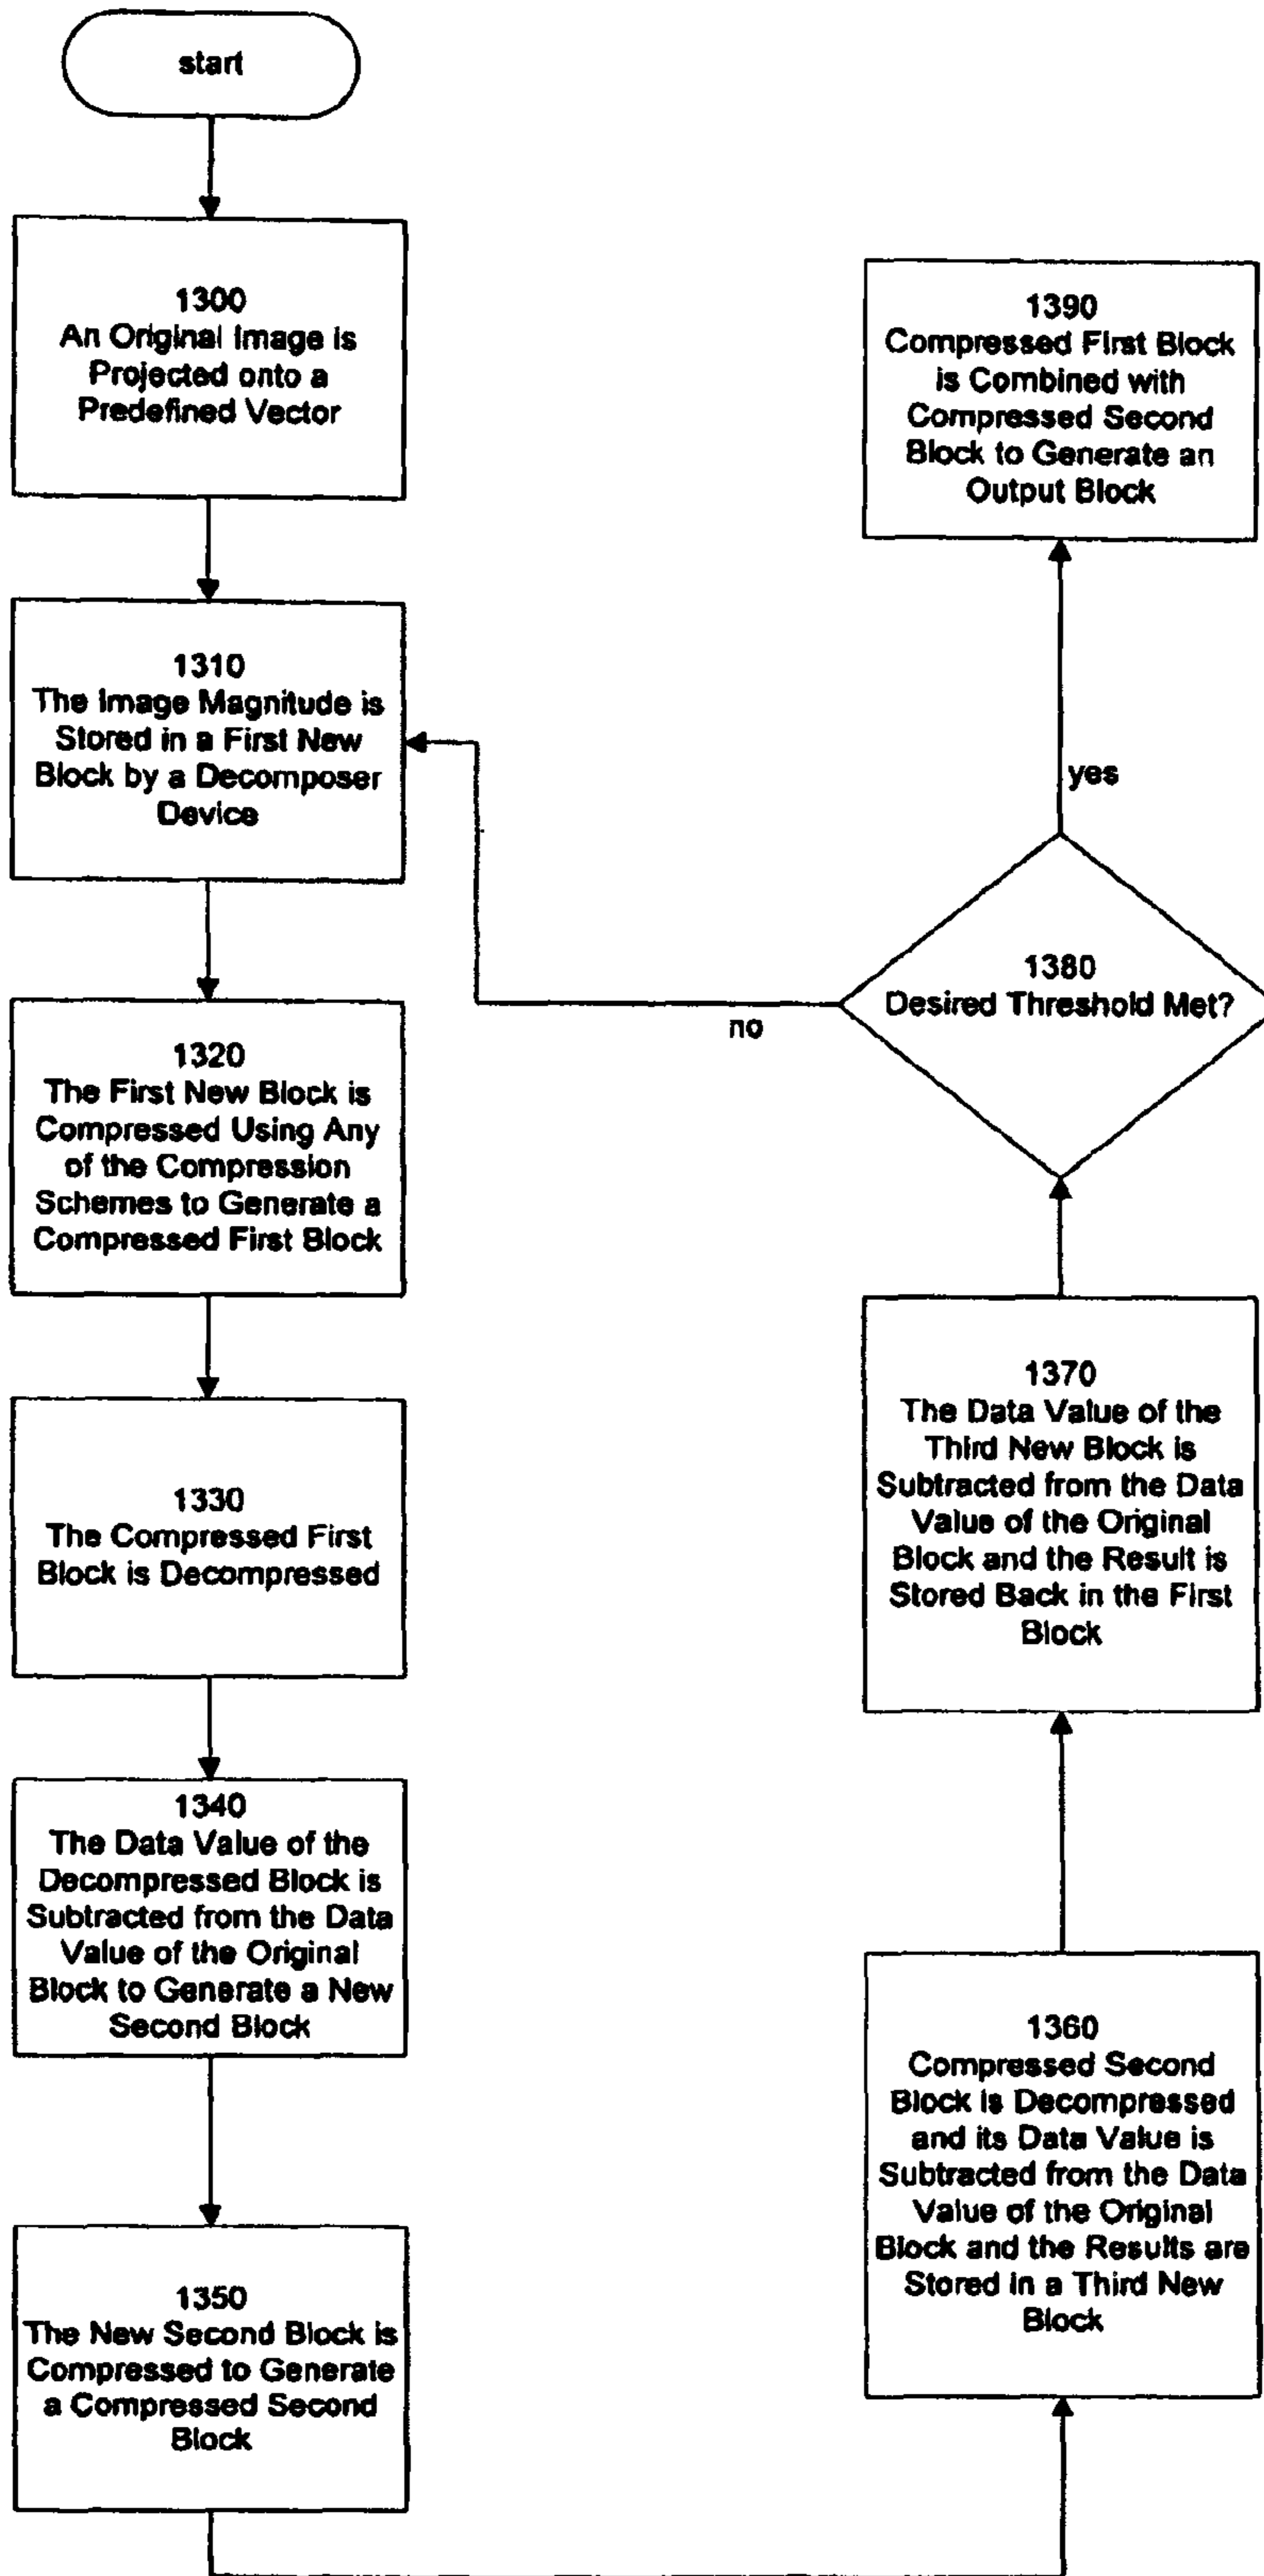 start
1300
An Original Image is
Projected onto a
Predefined Vector
1310
The Image Magnitude is
Stored in a First New
Block by a Decomposer
Device
1320
The First New Block is
Compressed Using Any
of the Compression
Schemes to Generate a
Compressed First Block
1330
The Compressed First
Block is Decompressed
1340
The Data Value of the
Decompressed Block is
Subtracted from the Data
Value of the Original
Block to Generate a New
Second Block
1350
The New Second Block is
Compressed to Generate
a Compressed Second
Block
1360
Compressed Second
Block is Decompressed
and its Data Value is
Subtracted from the Data
Value of the Original
Block and the Results are
Stored in a Third New
Block
1370
The Data Value of the
Third New Block is
Subtracted from the Data
Value of the Original
Block and the Result is
Stored Back in the First
Block
1380
Desired Threshold Met?
no
yes
1390
Compressed First Block
is Combined with
Compressed Second
Block to Generate an
Output Block